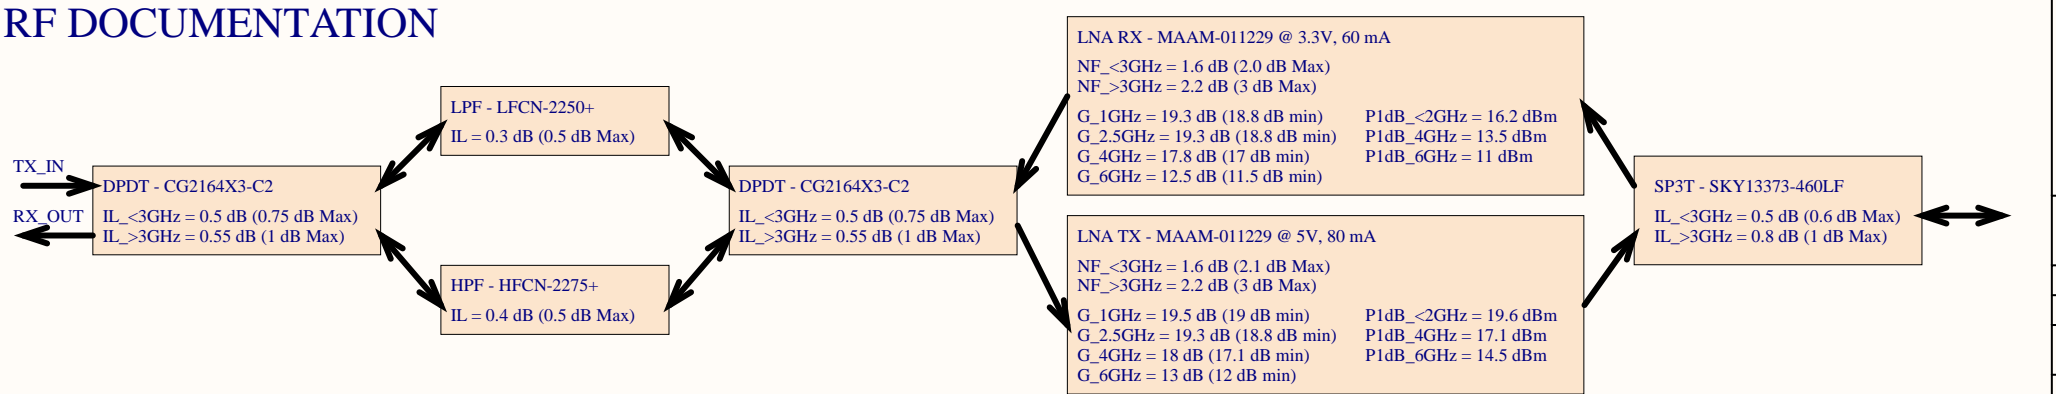 RF DOCUMENTATION
TX_IN
RX_OUT
DPDT - CG2164X3-C2
IL_<3GHz = 0.5 dB (0.75 dB Max)
IL_>3GHz = 0.55 dB (1 dB Max)
LPF - LFCN-2250+
IL = 0.3 dB (0.5 dB Max)
HPF - HFCN-2275+
IL = 0.4 dB (0.5 dB Max)
DPDT - CG2164X3-C2
IL_<3GHz = 0.5 dB (0.75 dB Max)
IL_>3GHz = 0.55 dB (1 dB Max)
LNA RX - MAAM-011229 @ 3.3V, 60 mA
NF_<3GHz = 1.6 dB (2.0 dB Max)
NF_>3GHz = 2.2 dB (3 dB Max)
G_1GHz = 19.3 dB (18.8 dB min) P1dB_<2GHz = 16.2 dBm
G_2.5GHz = 19.3 dB (18.8 dB min) P1dB_4GHz = 13.5 dBm
G_4GHz = 17.8 dB (17 dB min) P1dB_6GHz = 11 dBm
G_6GHz = 12.5 dB (11.5 dB min)
LNA TX - MAAM-011229 @ 5V, 80 mA
NF_<3GHz = 1.6 dB (2.1 dB Max)
NF_>3GHz = 2.2 dB (3 dB Max)
G_1GHz = 19.5 dB (19 dB min) P1dB_<2GHz = 19.6 dBm
G_2.5GHz = 19.3 dB (18.8 dB min) P1dB_4GHz = 17.1 dBm
G_4GHz = 18 dB (17.1 dB min) P1dB_6GHz = 14.5 dBm
G_6GHz = 13 dB (12 dB min)
SP3T - SKY13373-460LF
IL_<3GHz = 0.5 dB (0.6 dB Max)
IL_>3GHz = 0.8 dB (1 dB Max)